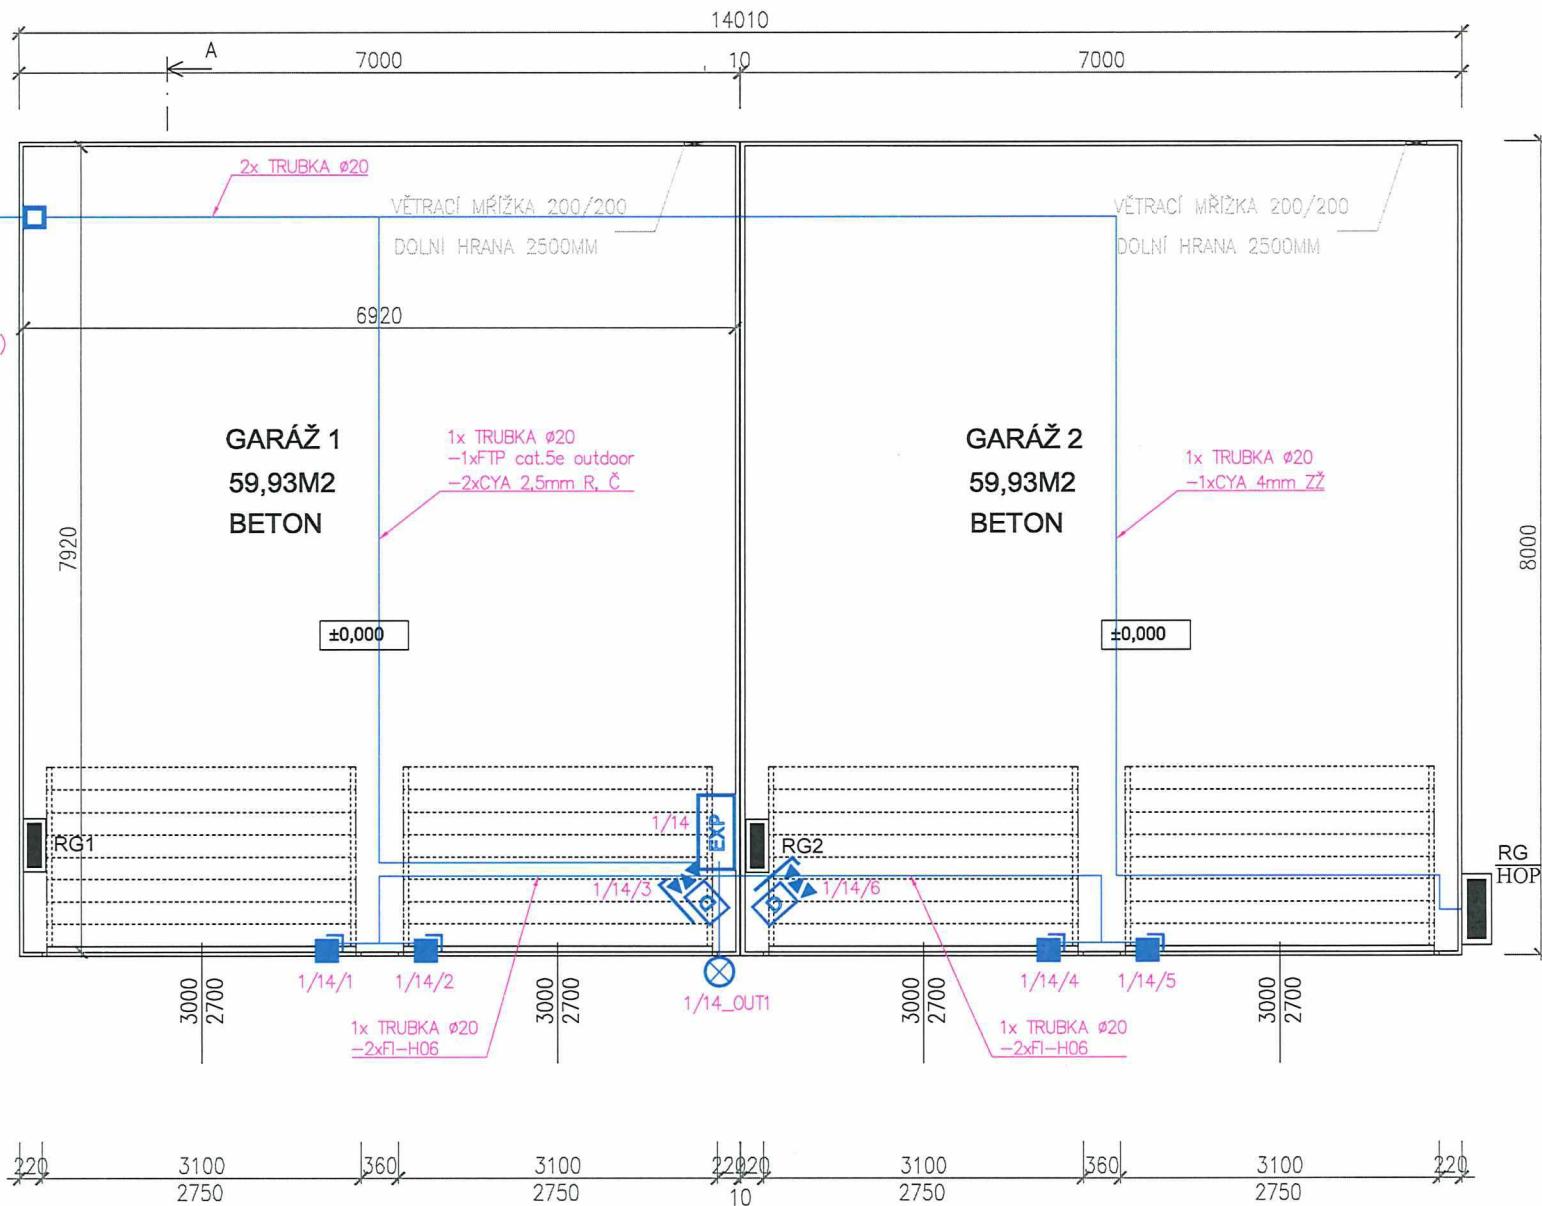 14010
A
7000
10
7000
2x TRUBKA ø20
VĚTRACÍ MŘÍŽKA 200/200
DOLNÍ HRANA 2500MM
VĚTRACÍ MŘÍŽKA 200/200
DOLNÍ HRANA 2500MM
6920
)
GARÁŽ 1
59,93M2
BETON
1x TRUBKA ø20
-1xFTP cat.5e outdoor
-2xCYA 2,5mm R, Č
GARÁŽ 2
59,93M2
BETON
1x TRUBKA ø20
-1xCYA 4mm ZŽ
7920
8000
±0,000
±0,000
1/14
EXP
RG1
RG2
RG
HOP
1/14/3
1/14/6
1/14/1
1/14/2
1/14_OUT1
1/14/4
1/14/5
3000
2700
3000
2700
3000
2700
3000
2700
1x TRUBKA ø20
-2xFI-H06
1x TRUBKA ø20
-2xFI-H06
220
3100
360
3100
220
220
3100
360
3100
220
2750
2750
10
2750
2750